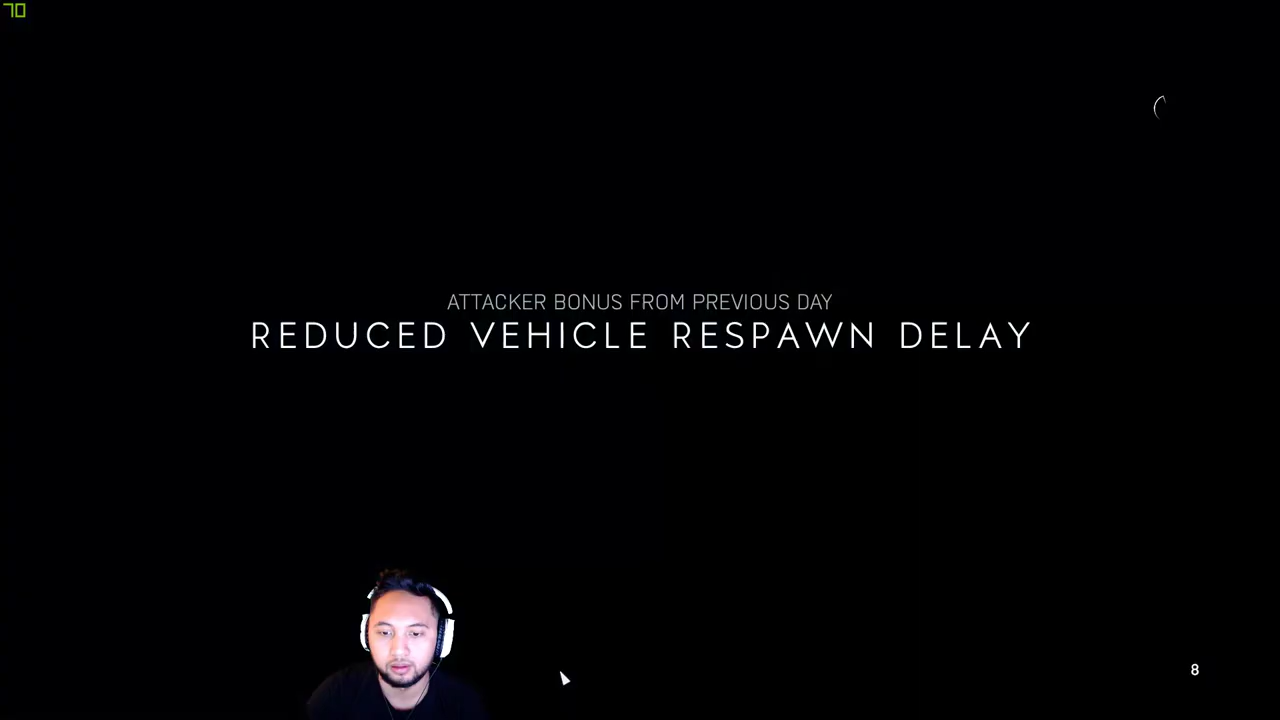 70
ATTACKER BONUS FROM PREVIOUS DAY
REDUCED VEHICLE RESPAWN DELAY
8